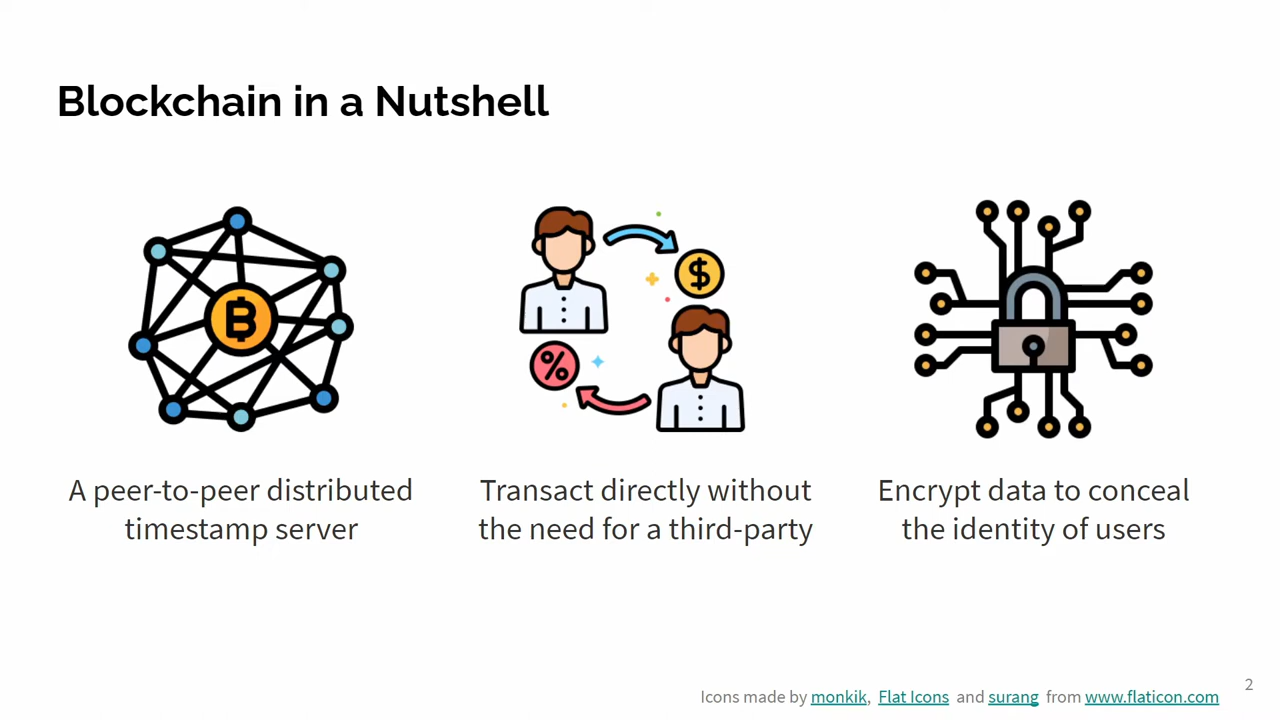 Blockchain in a Nutshell
A peer-to-peer distributed
timestamp server
Transact directly without
the need for a third-party
Encrypt data to conceal
the identity of users
Icons made by monkik, Flat Icons and surang from www.flaticon.com
2